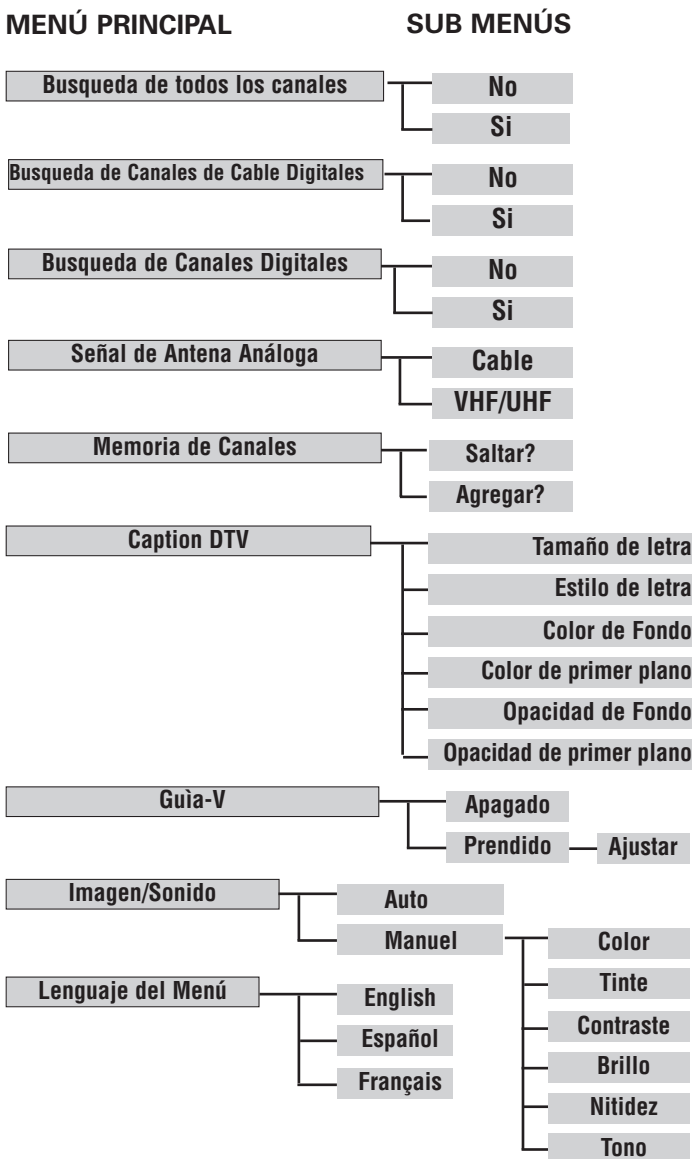 MENÚ PRINCIPAL
SUB MENÚS
Busqueda de todos los canales
No
Si
Busqueda de Canales de Cable Digitales
No
Si
Busqueda de Canales Digitales
No
Si
Señal de Antena Análoga
Cable
VHF/UHF
Memoria de Canales
Saltar?
Agregar?
Caption DTV
Tamaño de letra
Estilo de letra
Color de Fondo
Color de primer plano
Opacidad de Fondo
Opacidad de primer plano
Guìa-V
Apagado
Prendido
Ajustar
Imagen/Sonido
Auto
Manuel
Color
Tinte
Contraste
Brillo
Nitidez
Tono
Lenguaje del Menú
English
Español
Français